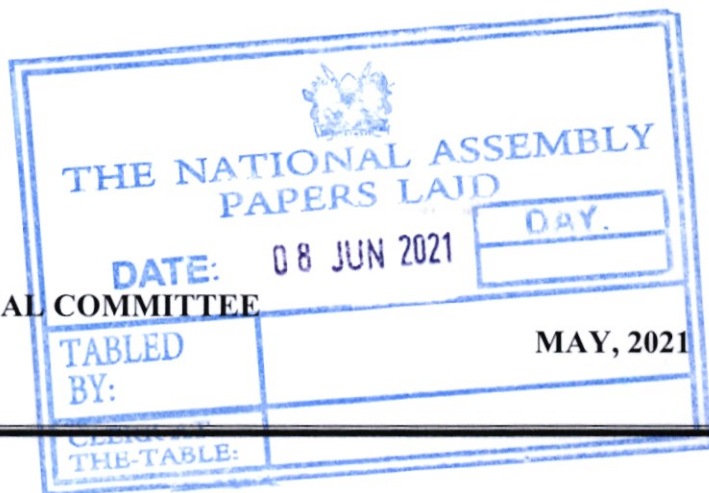 THE NATIONAL ASSEMBLY
PAPERS LAID
DATE: 08 JUN 2021 DAY.
AL COMMITTEE
TABLED
BY:
MAY, 2021
THE-TABLE: